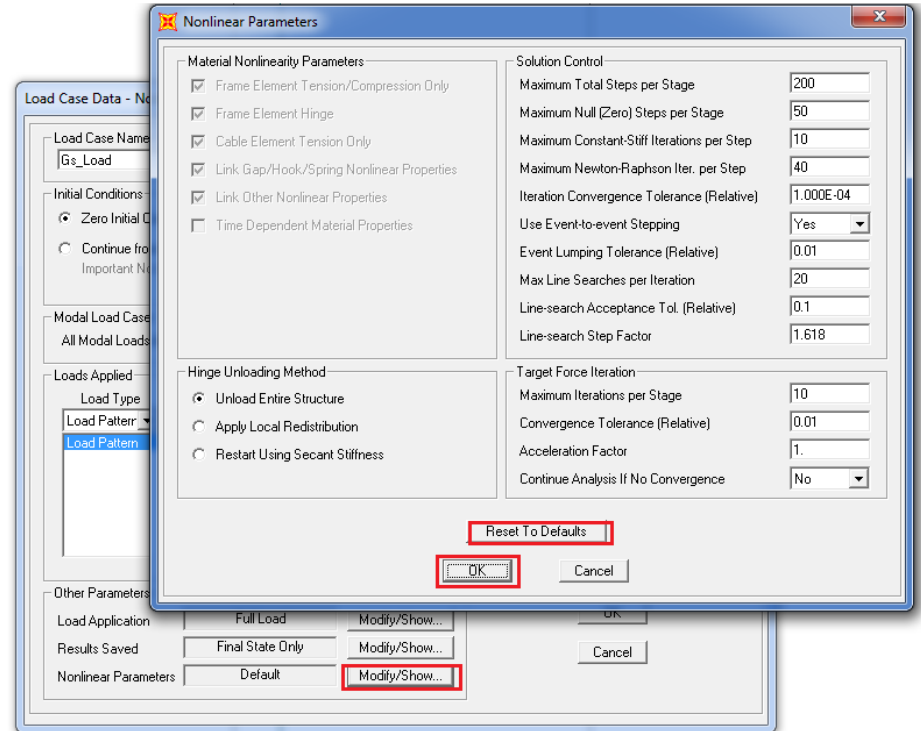 Nonlinear Parameters
Material Nonlinearity Parameters
Frame Element Tension/Compression Only
Frame Element Hinge
Cable Element Tension Only
Link Gap/Hook/Spring Nonlinear Properties
Link Other Nonlinear Properties
Time Dependent Material Properties
Solution Control
Maximum Total Steps per Stage 200
Maximum Null (Zero) Steps per Stage 50
Maximum Constant-Stiff Iterations per Step 10
Maximum Newton-Raphson Iter. per Step 40
Iteration Convergence Tolerance (Relative) 1.000E-04
Use Event-to-event Stepping Yes
Event Lumping Tolerance (Relative) 0.01
Max Line Searches per Iteration 20
Line-search Acceptance Tol. (Relative) 0.1
Line-search Step Factor 1.618
Hinge Unloading Method
Unload Entire Structure
Apply Local Redistribution
Restart Using Secant Stiffness
Target Force Iteration
Maximum Iterations per Stage 10
Convergence Tolerance (Relative) 0.01
Acceleration Factor 1.
Continue Analysis If No Convergence No
Reset To Defaults
OK Cancel
Load Case Data - No
Load Case Name
Gs_Load
Initial Conditions
Zero Initial C
Continue fro
Important No
Modal Load Case
All Modal Loads
Loads Applied
Load Type
Load Pattern
Load Pattern
Other Parameters
Load Application Full Load Modify/Show...
Results Saved Final State Only Modify/Show...
Nonlinear Parameters Default Modify/Show...
OK
Cancel